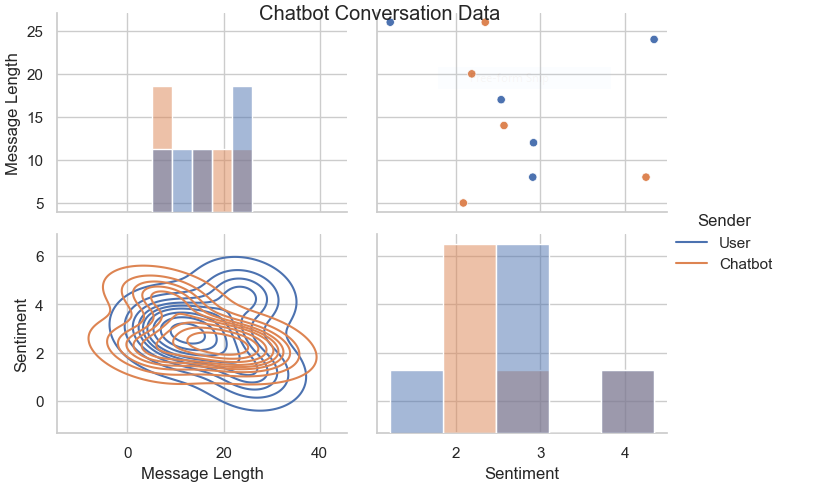 Chatbot Conversation Data
Message Length
25
20
15
10
5
Sender
User
Chatbot
Sentiment
6
4
2
0
0 20 40
Message Length
2 3 4
Sentiment